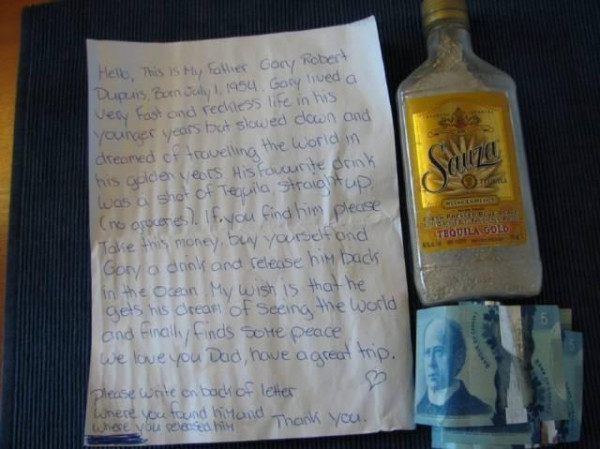 Hello, This is My Father Gary Robert
Dupuis. Born July 1, 1954. Gary lived a
very fast and reckless life in his
younger years but slowed down and
dreamed of travelling the World in
his golden years. His favourite drink
was a shot of Tequila straight up.
(no groceries). If you find him please
Take this money, buy yourself and
Gary a drink and release him back
in the Ocean. My wish is that he
gets his dream of seeing the World
and finally finds some peace
We love you Dad, have a great trip.
Please write on back of letter
where you found him and
where you released him
Thank you.
Sauza
TEQUILA
TEQUILA GOLD
5